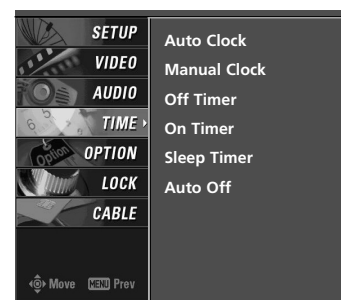 SETUP
VIDEO
AUDIO
TIME
OPTION
LOCK
CABLE
Auto Clock
Manual Clock
Off Timer
On Timer
Sleep Timer
Auto Off
Option
Move MENU Prev